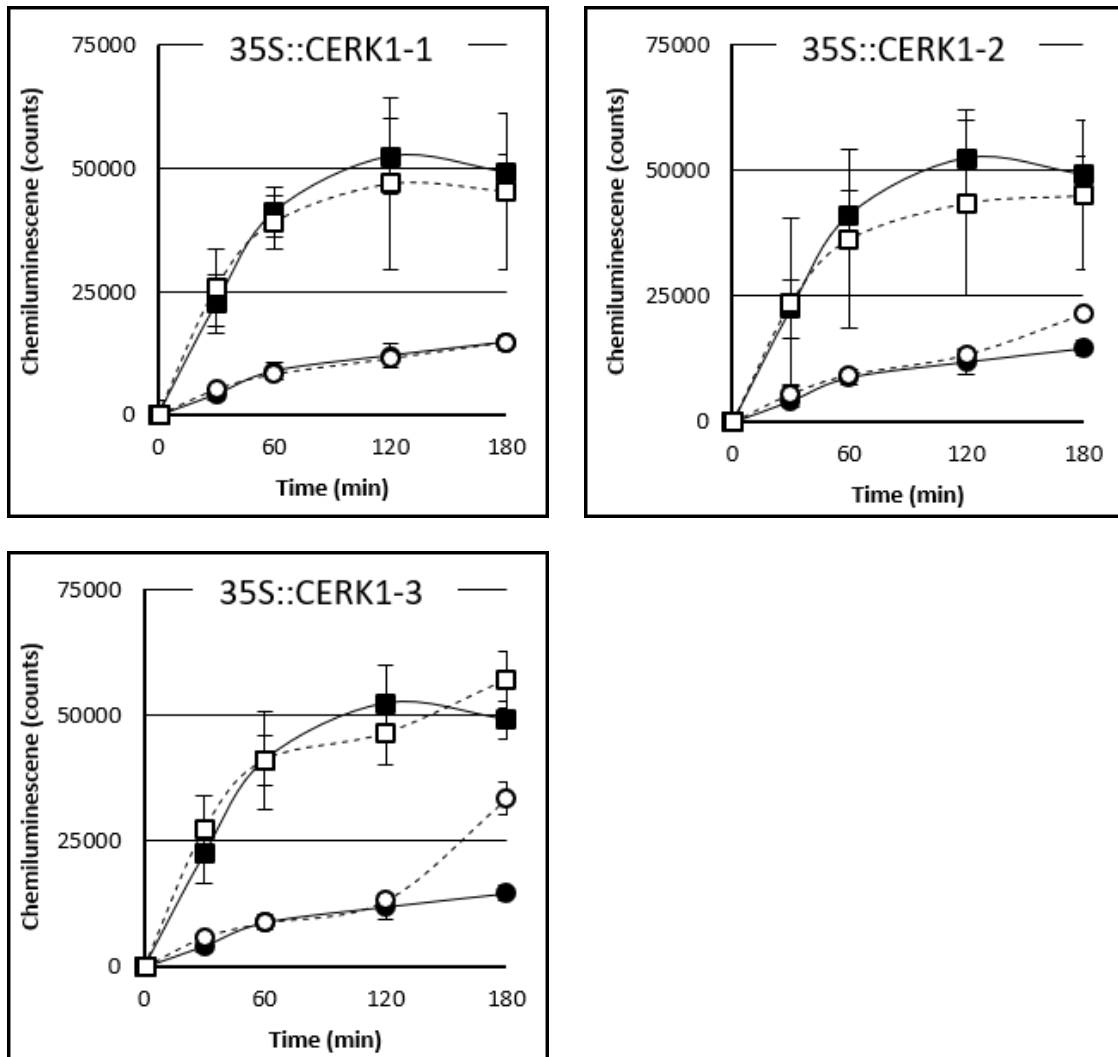 35S::CERK1-1
75000
50000
25000
0
Chemiluminescene (counts)
0
60
120
180
Time (min)
35S::CERK1-2
75000
50000
25000
0
Chemiluminescene (counts)
0
60
120
180
Time (min)
35S::CERK1-3
75000
50000
25000
0
Chemiluminescene (counts)
0
60
120
180
Time (min)